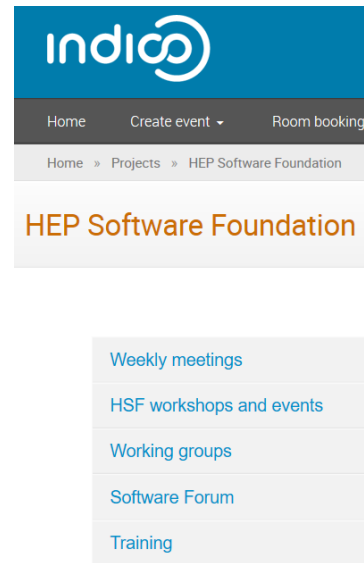 indico
Home Create event Room booking
Home » Projects » HEP Software Foundation
HEP Software Foundation
Weekly meetings
HSF workshops and events
Working groups
Software Forum
Training